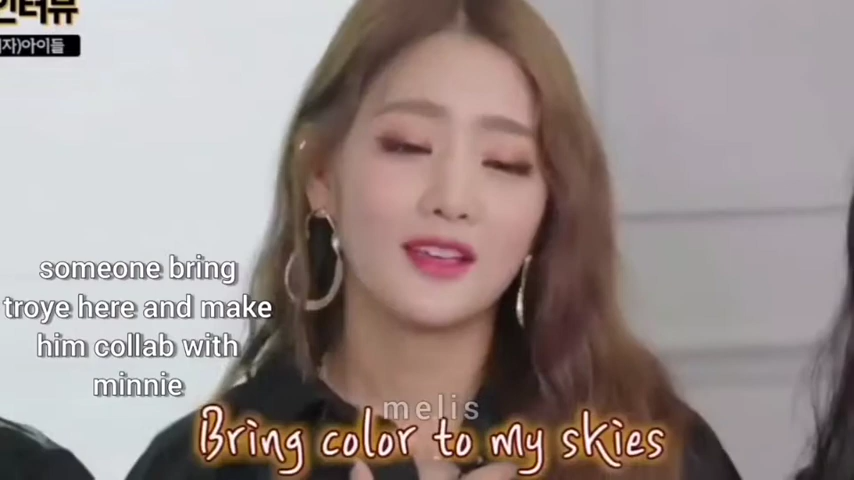 인터뷰
자)아이들
someone bring
troye here and make
him collab with
minnie
melis
Bring color to my skies